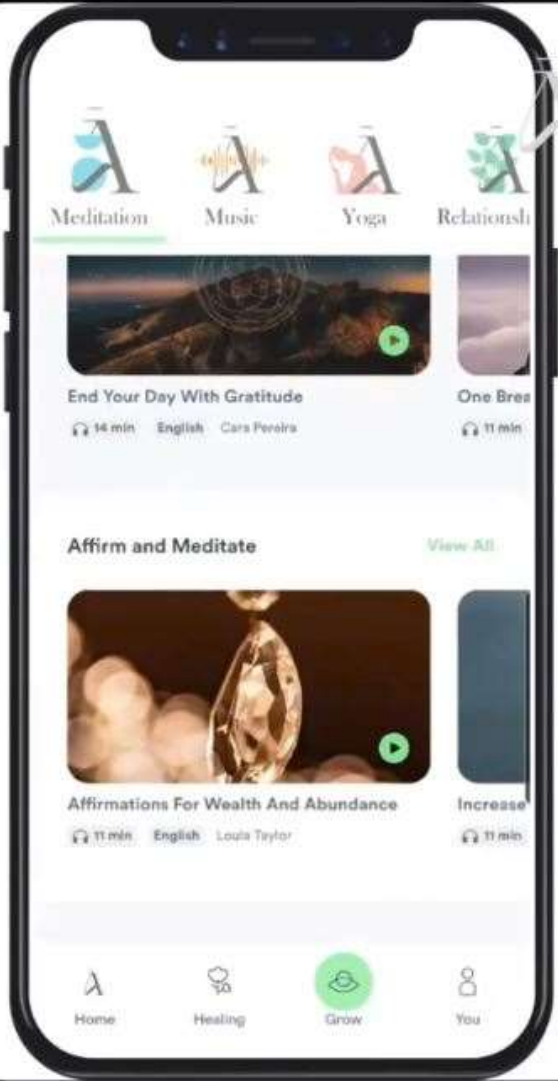 Meditation Music Yoga Relationsh
End Your Day With Gratitude One Brea
14 min English Cara Pereira 11 min
Affirm and Meditate View All
Affirmations For Wealth And Abundance Increase
11 min English Loula Taylor 11 min
Home Healing Grow You